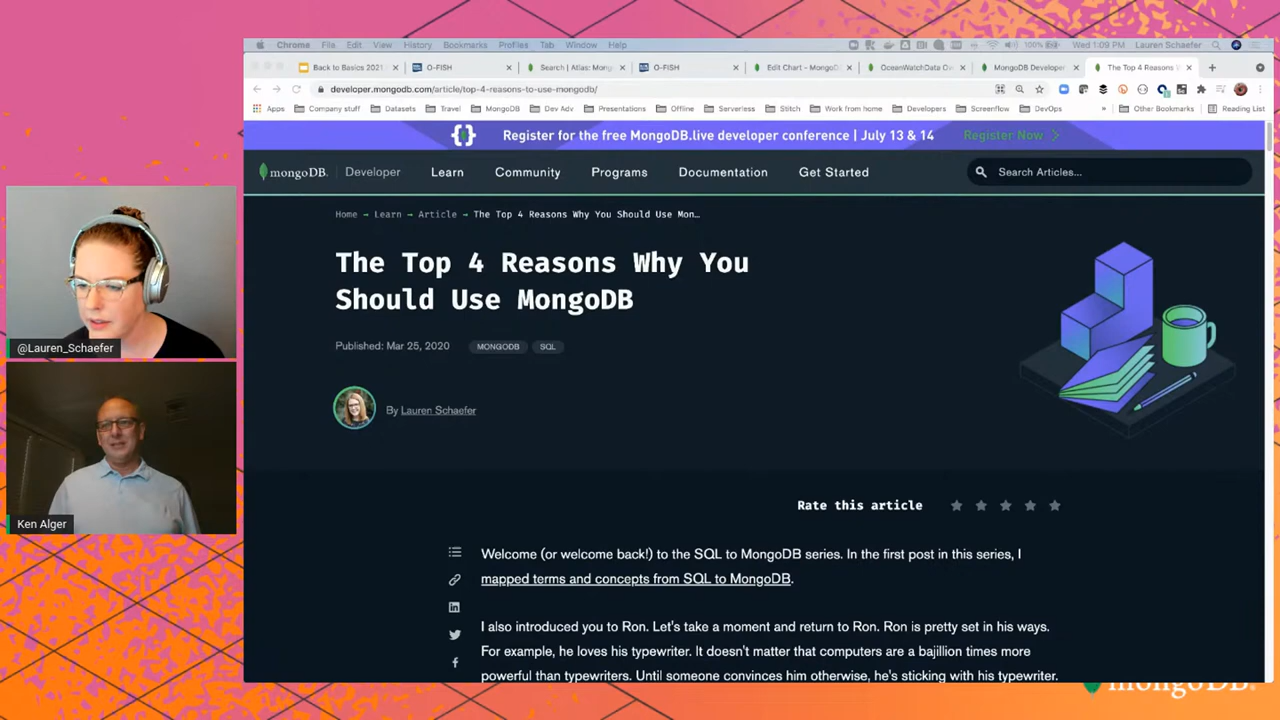 Chrome File Edit View History Bookmarks Profiles Tab Window Help 100% Wed 1:09 PM Lauren Schaefer
Back to Basics 2021 O-FISH Search | Atlas: Mong O-FISH Edit Chart – MongoD OceanWatchData Da MongoDB Developer The Top 4 Reasons W
developer.mongodb.com/article/top-4-reasons-to-use-mongodb/
Apps Company stuff Datasets Travel MongoDB Dev Adv Presentations Offline Serverless Stitch Work from home Developers Screenflow DevOps » Other Bookmarks Reading List
Register for the free MongoDB.live developer conference | July 13 & 14 Register Now
mongoDB. Developer Learn Community Programs Documentation Get Started Search Articles...
Home → Learn → Article → The Top 4 Reasons Why You Should Use Mon…
The Top 4 Reasons Why You
Should Use MongoDB
Published: Mar 25, 2020 MONGODB SQL
By Lauren Schaefer
@Lauren_Schaefer
Ken Alger
Rate this article
Welcome (or welcome back!) to the SQL to MongoDB series. In the first post in this series, I
mapped terms and concepts from SQL to MongoDB.
I also introduced you to Ron. Let's take a moment and return to Ron. Ron is pretty set in his ways.
For example, he loves his typewriter. It doesn't matter that computers are a bajillion times more
powerful than typewriters. Until someone convinces him otherwise, he's sticking with his typewriter.
mongoDB.